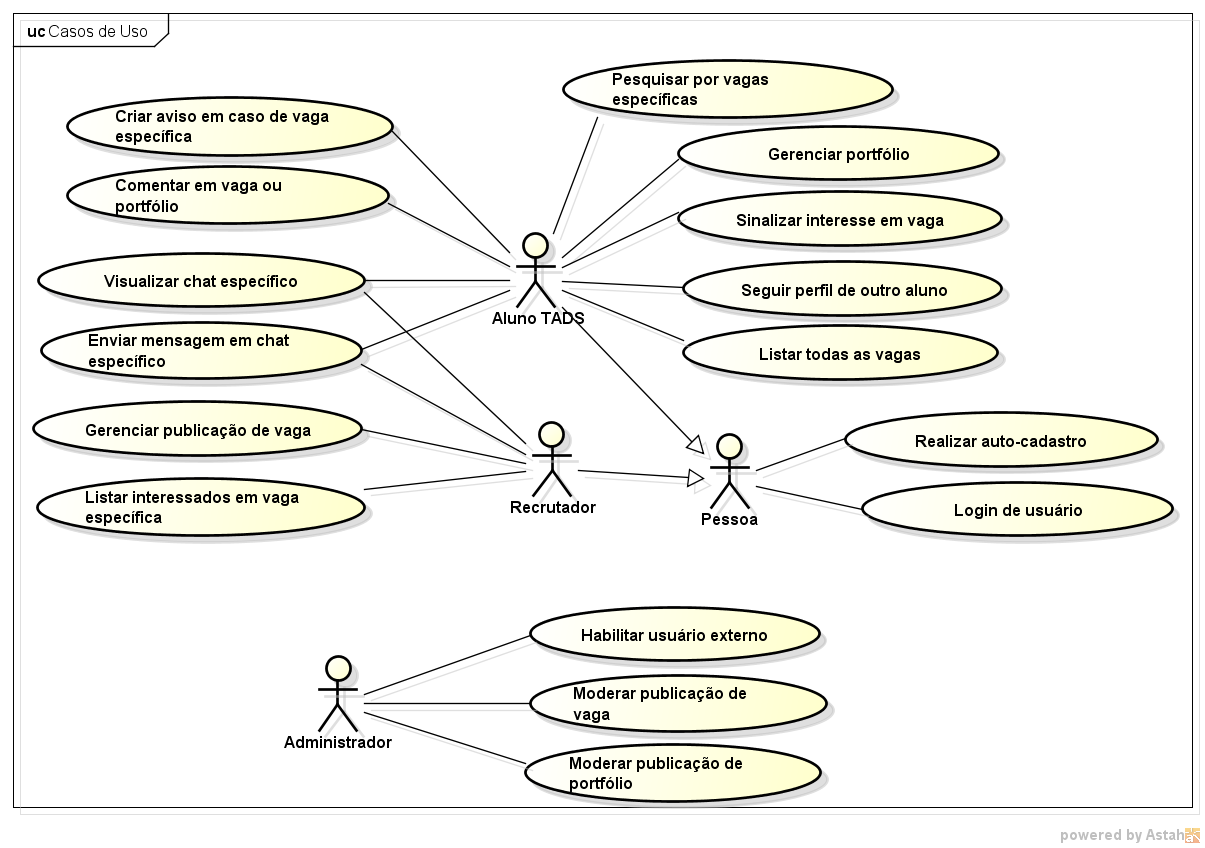 uc Casos de Uso
Pesquisar por vagas
específicas
Criar aviso em caso de vaga
específica
Gerenciar portfólio
Comentar em vaga ou
portfólio
Sinalizar interesse em vaga
Visualizar chat específico
Seguir perfil de outro aluno
Aluno TADS
Enviar mensagem em chat
específico
Listar todas as vagas
Gerenciar publicação de vaga
Realizar auto-cadastro
Listar interessados em vaga
específica
Recrutador
Pessoa
Login de usuário
Habilitar usuário externo
Moderar publicação de
vaga
Administrador
Moderar publicação de
portfólio
powered by Astah